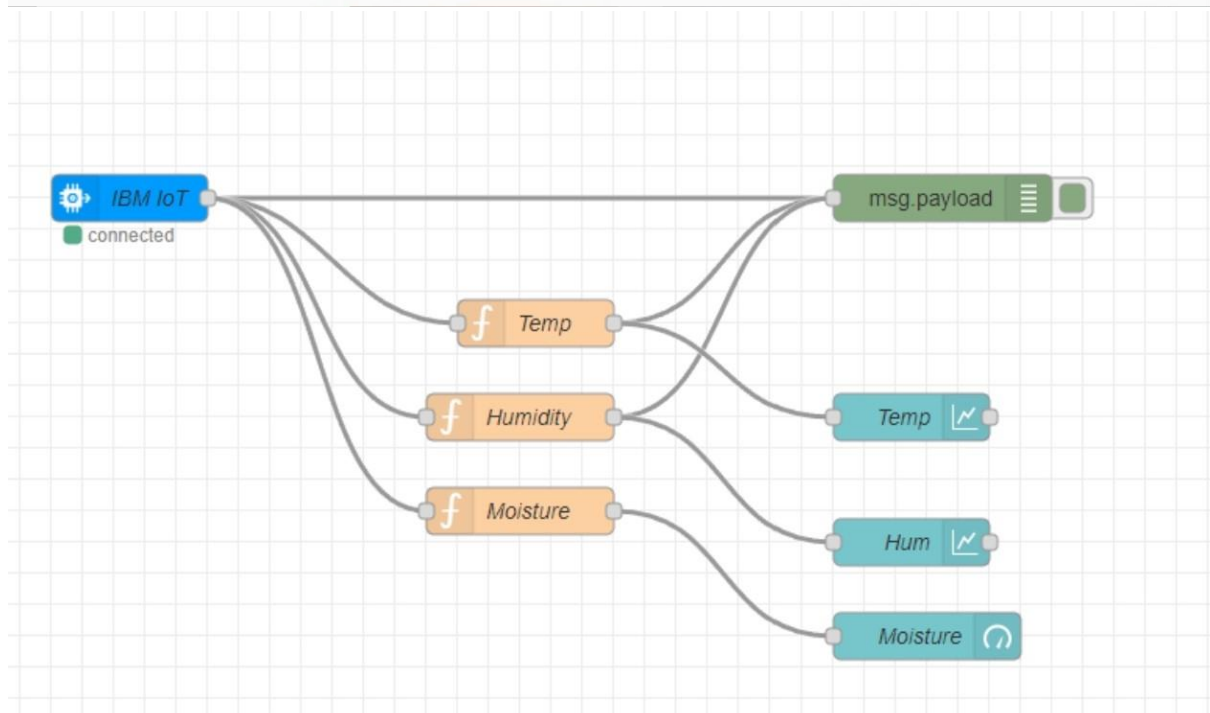 IBM IoT
msg.payload
connected
Temp
Humidity
Temp
Moisture
Hum
Moisture